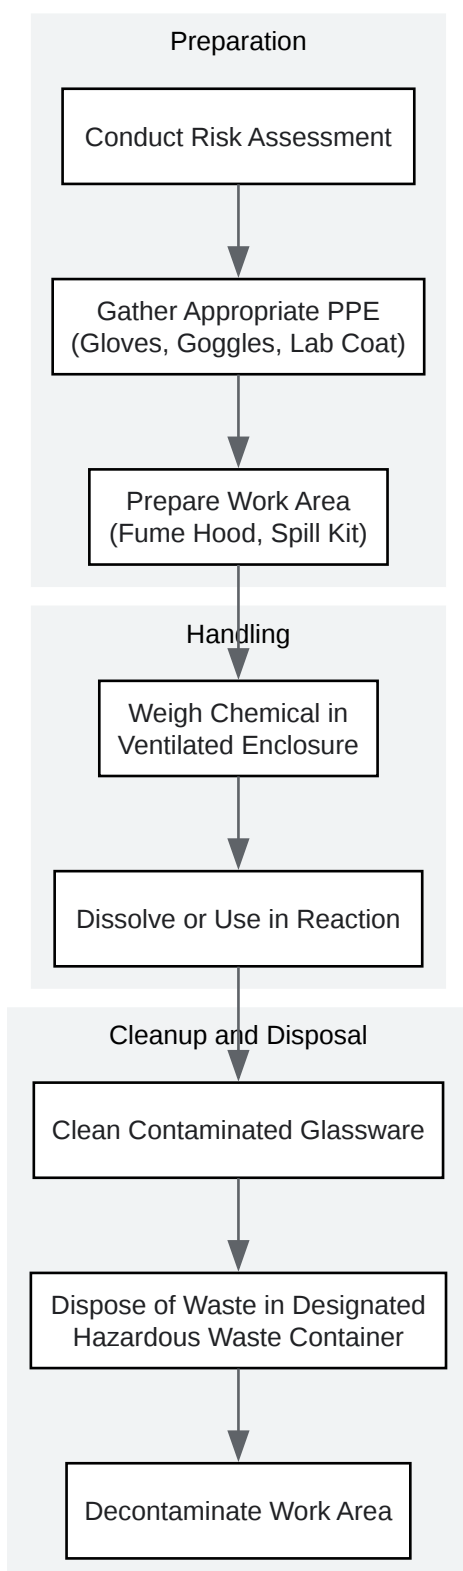 Preparation
Conduct Risk Assessment
Gather Appropriate PPE
(Gloves, Goggles, Lab Coat)
Prepare Work Area
(Fume Hood, Spill Kit)
Handling
Weigh Chemical in
Ventilated Enclosure
Dissolve or Use in Reaction
Cleanup and Disposal
Clean Contaminated Glassware
Dispose of Waste in Designated
Hazardous Waste Container
Decontaminate Work Area